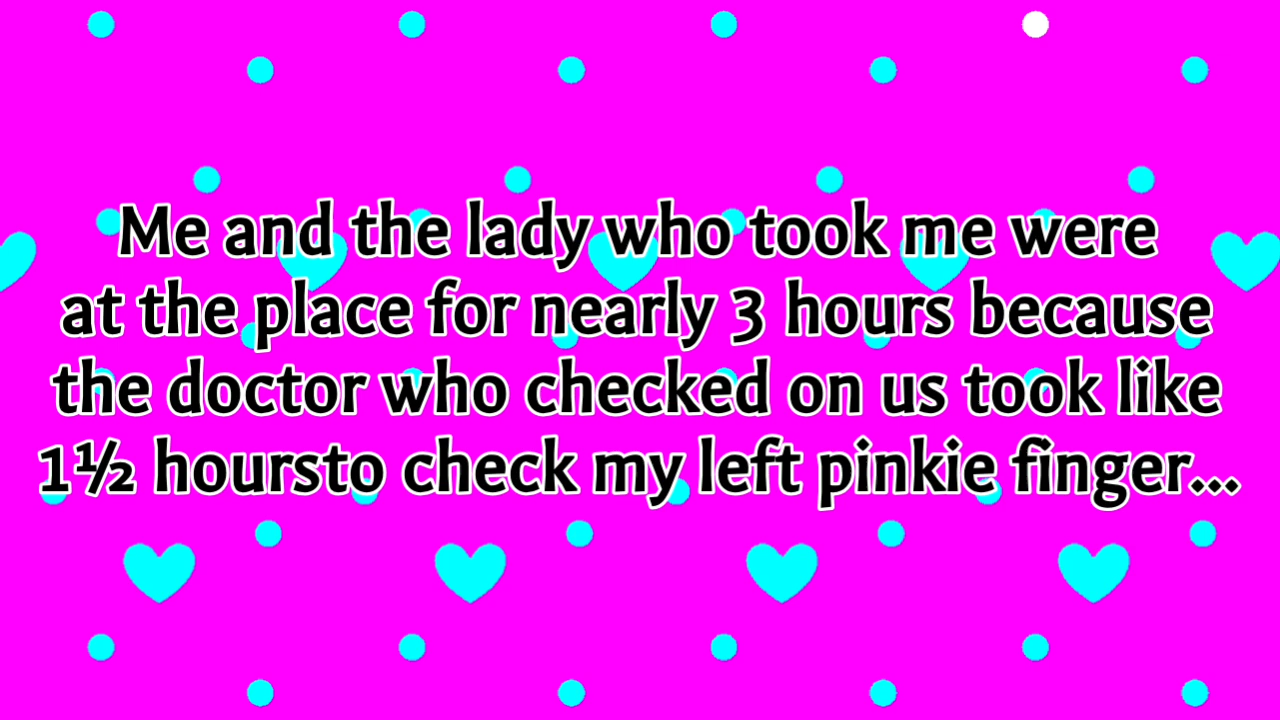 Me and the lady who took me were
at the place for nearly 3 hours because
the doctor who checked on us took like
1½ hoursto check my left pinkie finger...